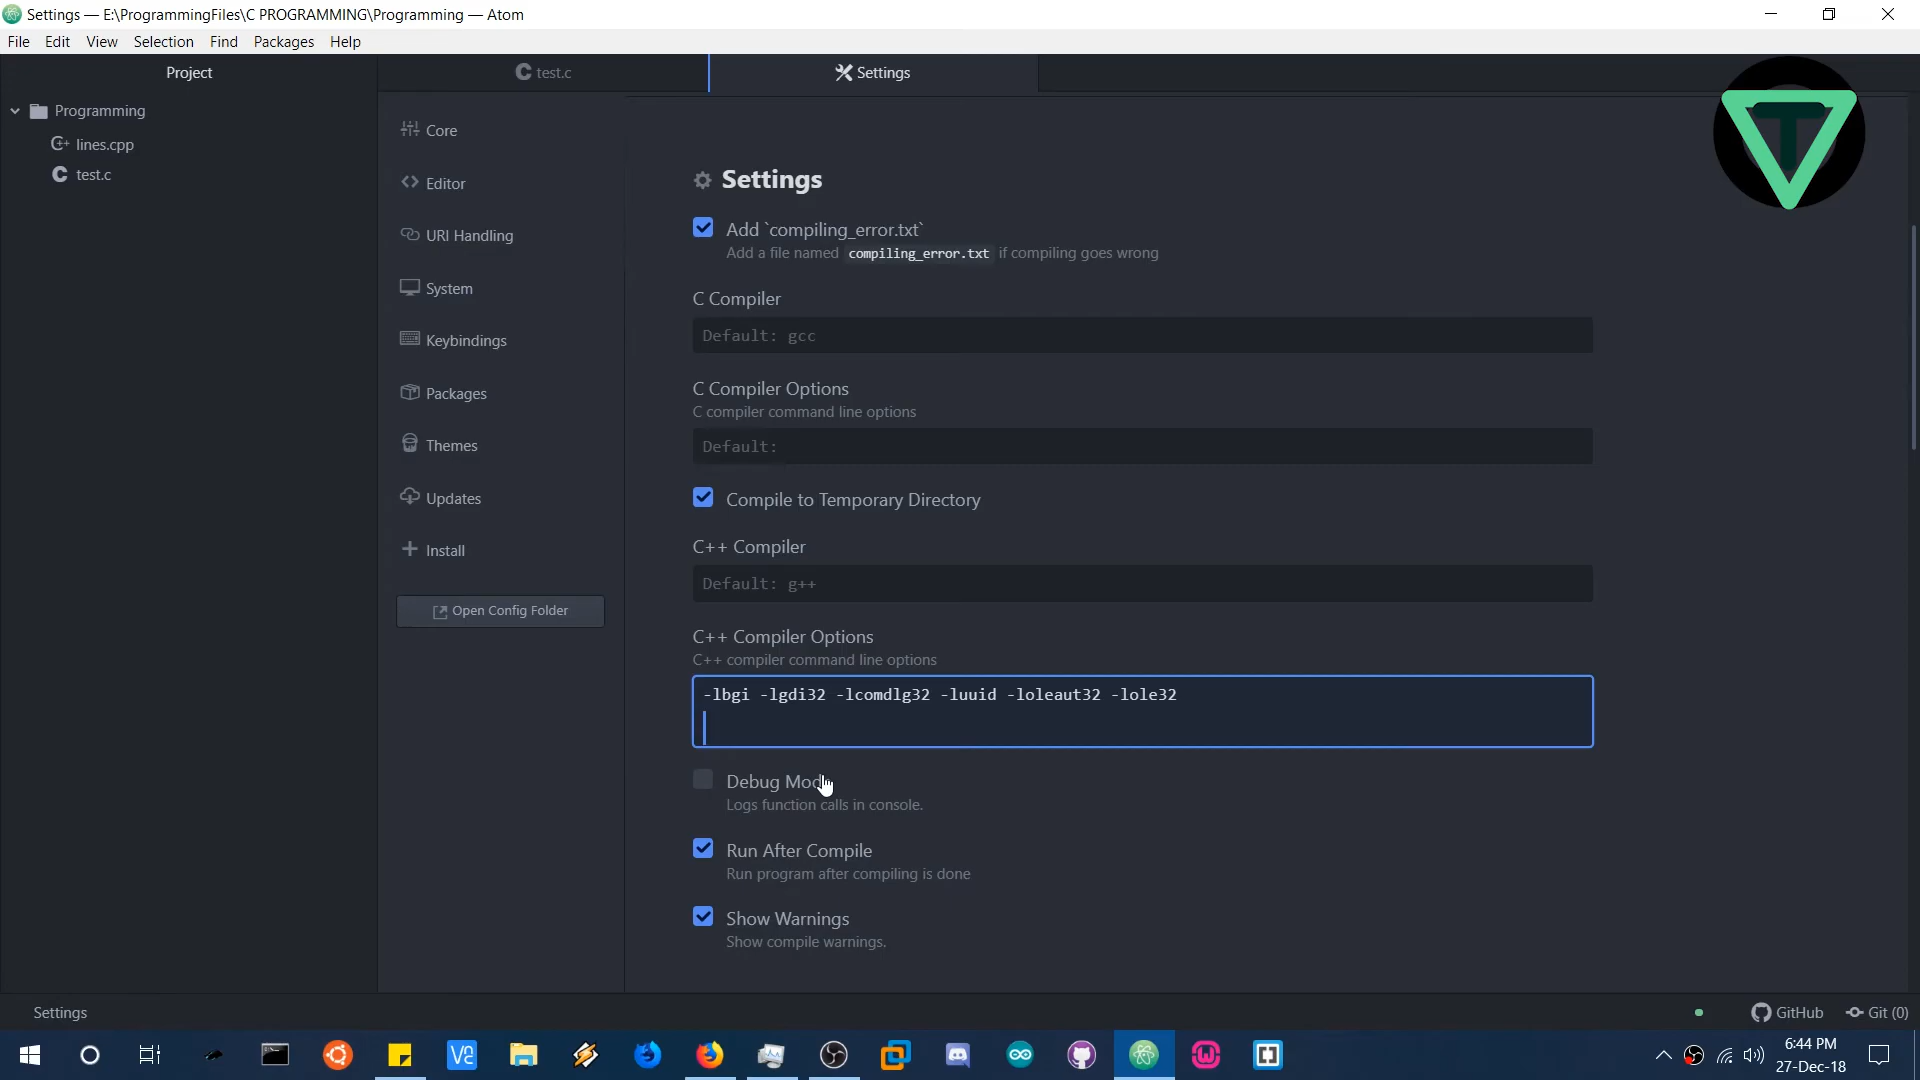 Settings — E:\ProgrammingFiles\C PROGRAMMING\Programming — Atom
File Edit View Selection Find Packages Help
Project
test.c
Settings
Programming
lines.cpp
test.c
Core
Editor
URI Handling
System
Keybindings
Packages
Themes
Updates
Install
Open Config Folder
Settings
Add `compiling_error.txt`
Add a file named compiling_error.txt if compiling goes wrong
C Compiler
Default: gcc
C Compiler Options
C compiler command line options
Default:
Compile to Temporary Directory
C++ Compiler
Default: g++
C++ Compiler Options
C++ compiler command line options
-lbgi -lgdi32 -lcomdlg32 -luuid -loleaut32 -lole32
Debug Mode
Logs function calls in console.
Run After Compile
Run program after compiling is done
Show Warnings
Show compile warnings.
T
Settings
GitHub
Git (0)
6:44 PM
27-Dec-18